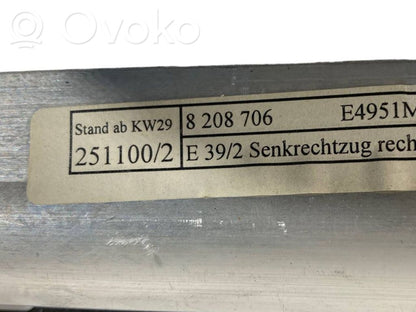 OVOKO
Stand ab KW29 8 208 706 E4951M
251100/2 E 39/2 Senkrechtzug rech